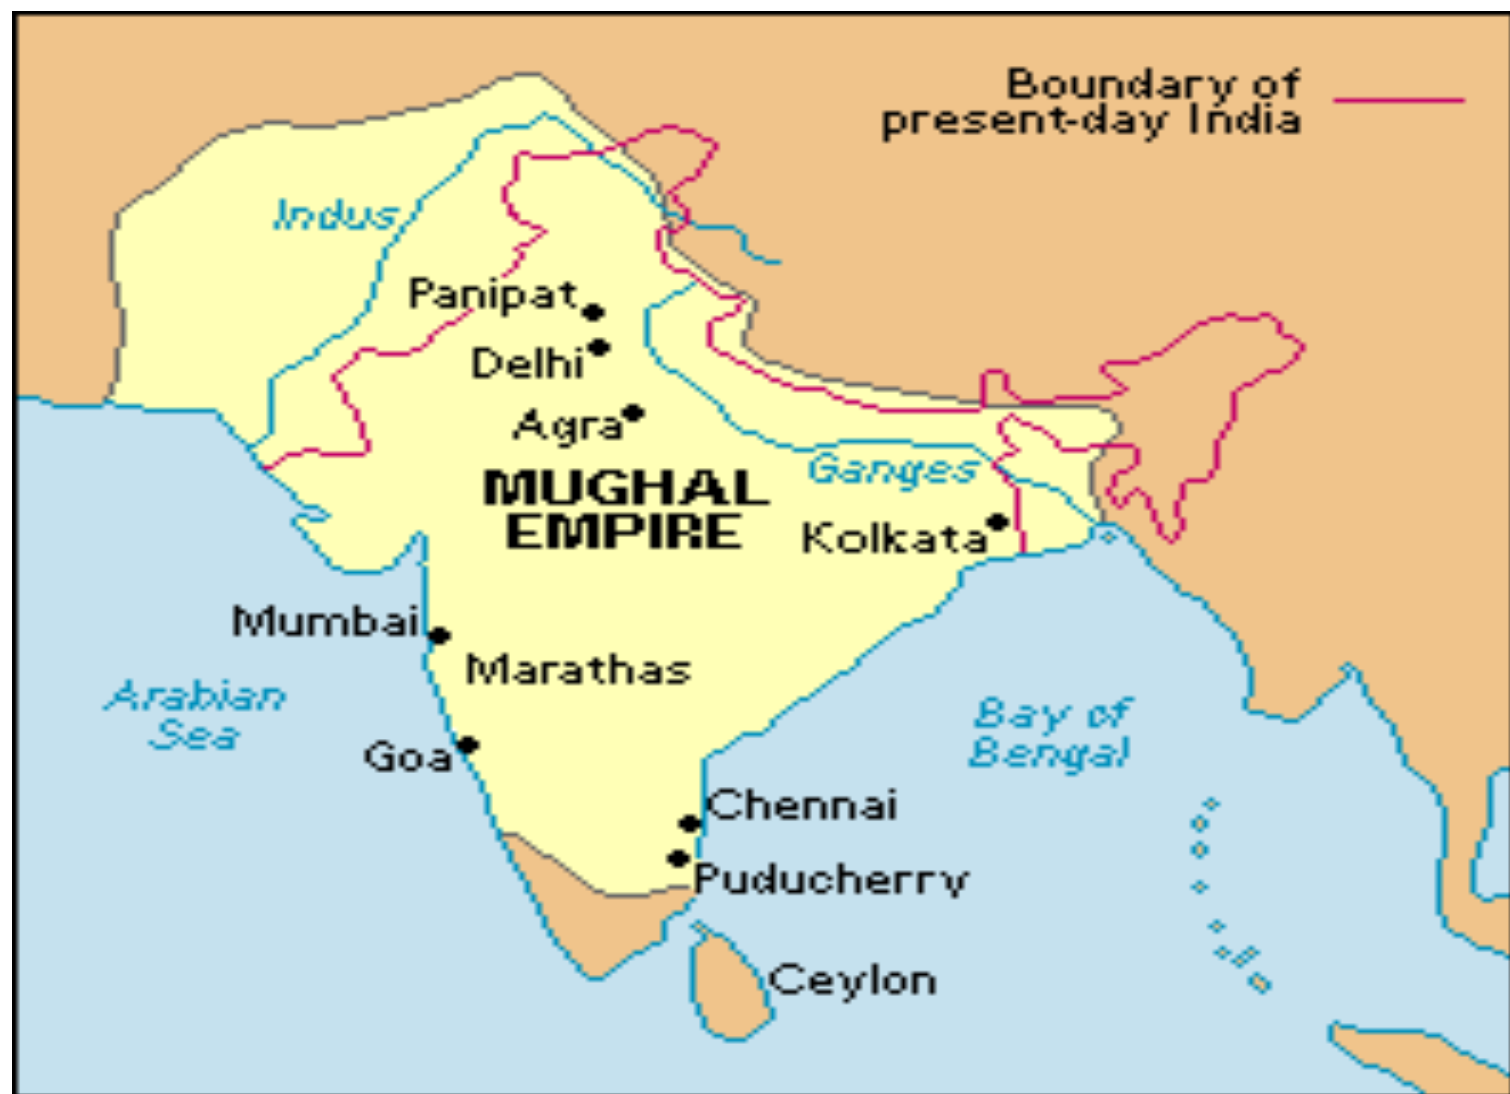 Boundary of
present-day India
Indus
Panipat
Delhi
Agra
Ganges
MUGHAL
EMPIRE
Kolkata
Mumbai
Marathas
Arabian
Sea
Bay of
Bengal
Goa
Chennai
Puducherry
Ceylon